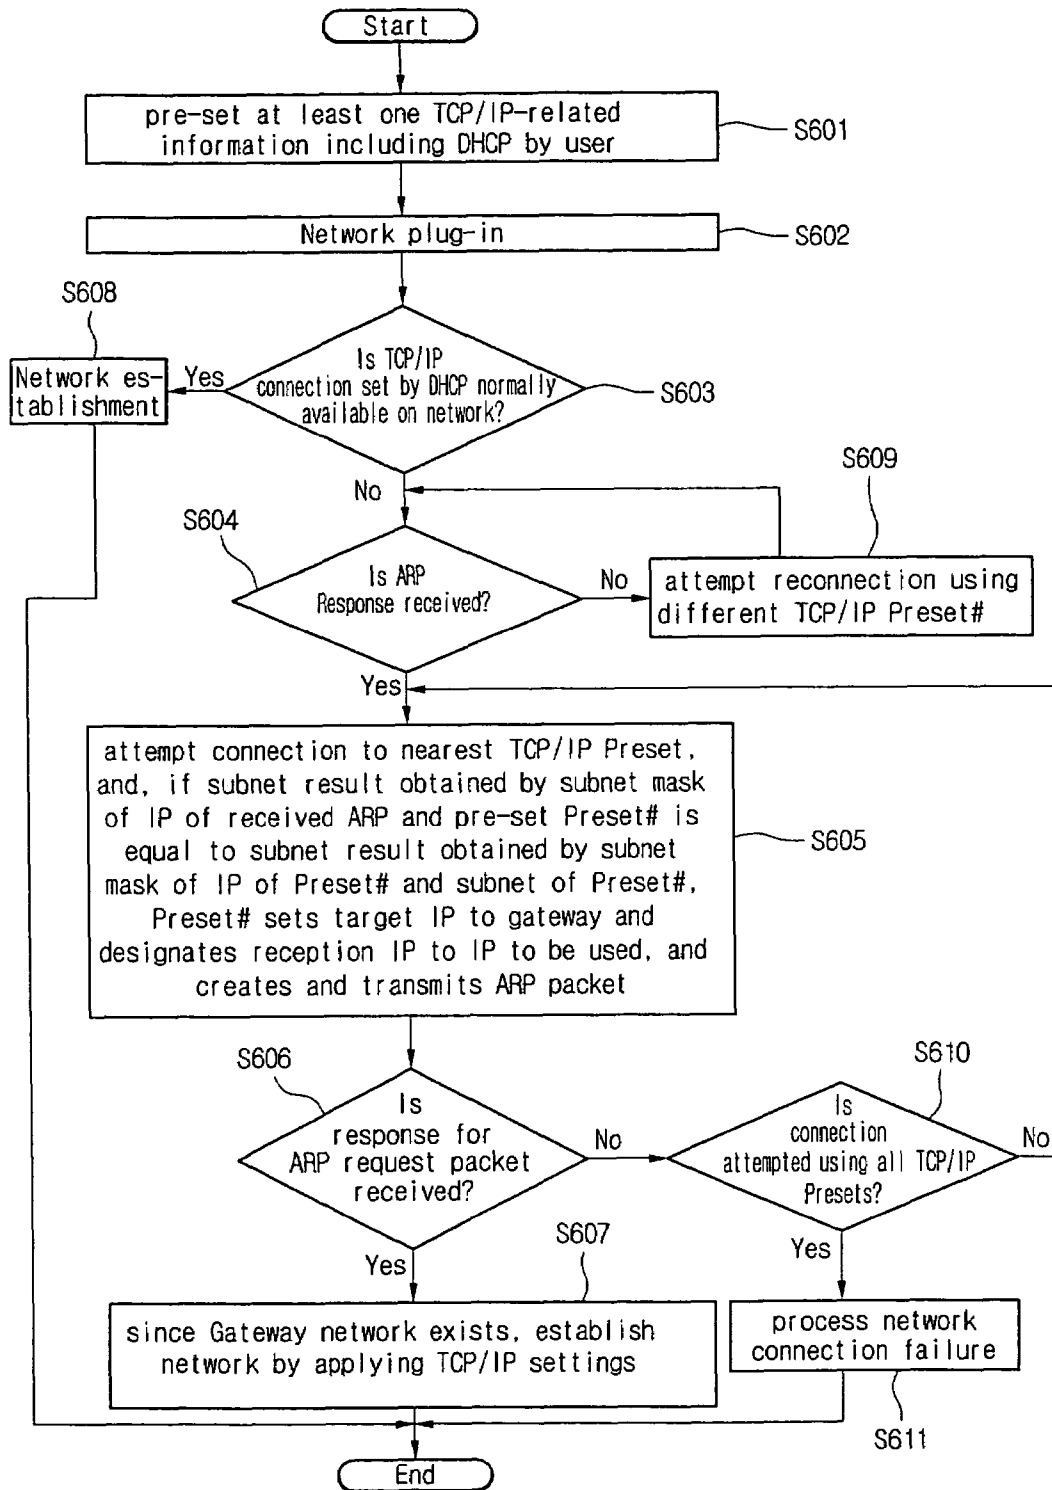 Start
pre-set at least one TCP/IP-related
information including DHCP by user
S601
Network plug-in
S602
S608
Network es-
tablishment
Yes
Is TCP/IP
connection set by DHCP normally
available on network?
S603
No
S609
S604
Is ARP
Response received?
No
attempt reconnection using
different TCP/IP Preset#
Yes
attempt connection to nearest TCP/IP Preset,
and, if subnet result obtained by subnet mask
of IP of received ARP and pre-set Preset# is
equal to subnet result obtained by subnet
mask of IP of Preset# and subnet of Preset#,
Preset# sets target IP to gateway and
designates reception IP to IP to be used, and
creates and transmits ARP packet
S605
S606
Is
response for
ARP request packet
received?
No
S610
Is
connection
attempted using all TCP/IP
Presets?
No
Yes
S607
Yes
since Gateway network exists, establish
network by applying TCP/IP settings
process network
connection failure
S611
End